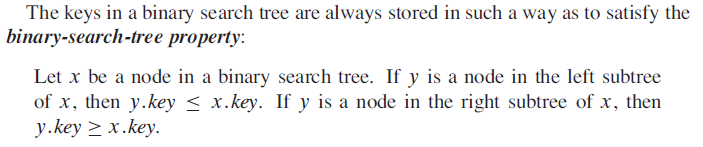 The keys in a binary search tree are always stored in such a way as to satisfy the
binary-search-tree property:
Let x be a node in a binary search tree. If y is a node in the left subtree
of x, then y.key ≤ x.key. If y is a node in the right subtree of x, then
y.key ≥ x.key.